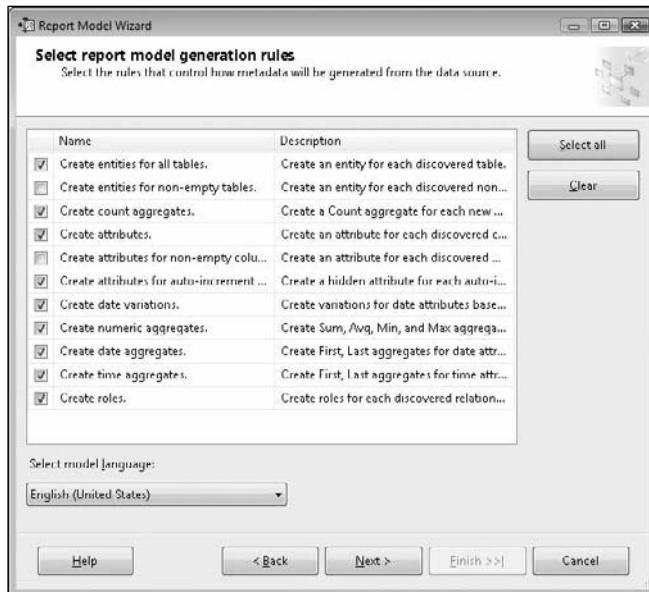 Report Model Wizard
Select report model generation rules
Select the rules that control how metadata will be generated from the data source.
Name Description
Create entities for all tables. Create an entity for each discovered table.
Create entities for non-empty tables. Create an entity for each discovered non...
Create count aggregates. Create a Count aggregate for each new ...
Create attributes. Create an attribute for each discovered c...
Create attributes for non-empty colu... Create an attribute for each discovered ...
Create attributes for auto-increment ... Create a hidden attribute for each auto-i...
Create date variations. Create variations for date attributes base...
Create numeric aggregates. Create Sum, Avg, Min, and Max aggrega...
Create date aggregates. Create First, Last aggregates for date attr...
Create time aggregates. Create First, Last aggregates for time attr...
Create roles. Create roles for each discovered relation...
Select all
Clear
Select model language:
English (United States)
Help < Back Next > Finish >>| Cancel